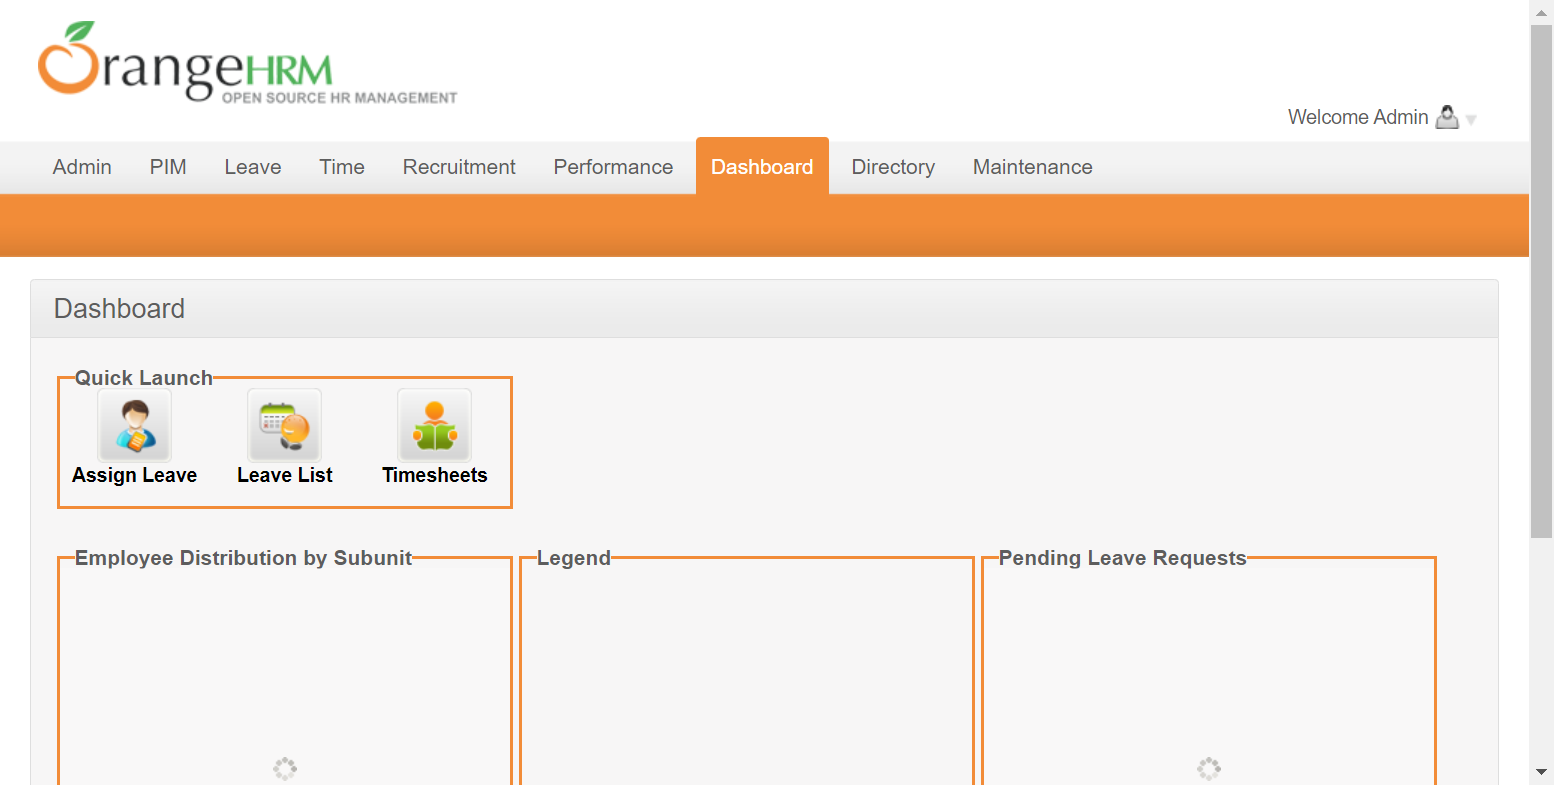 OrangeHRM
OPEN SOURCE HR MANAGEMENT
Welcome Admin
Admin PIM Leave Time Recruitment Performance Dashboard Directory Maintenance
Dashboard
Quick Launch
Assign Leave Leave List Timesheets
Employee Distribution by Subunit Legend Pending Leave Requests